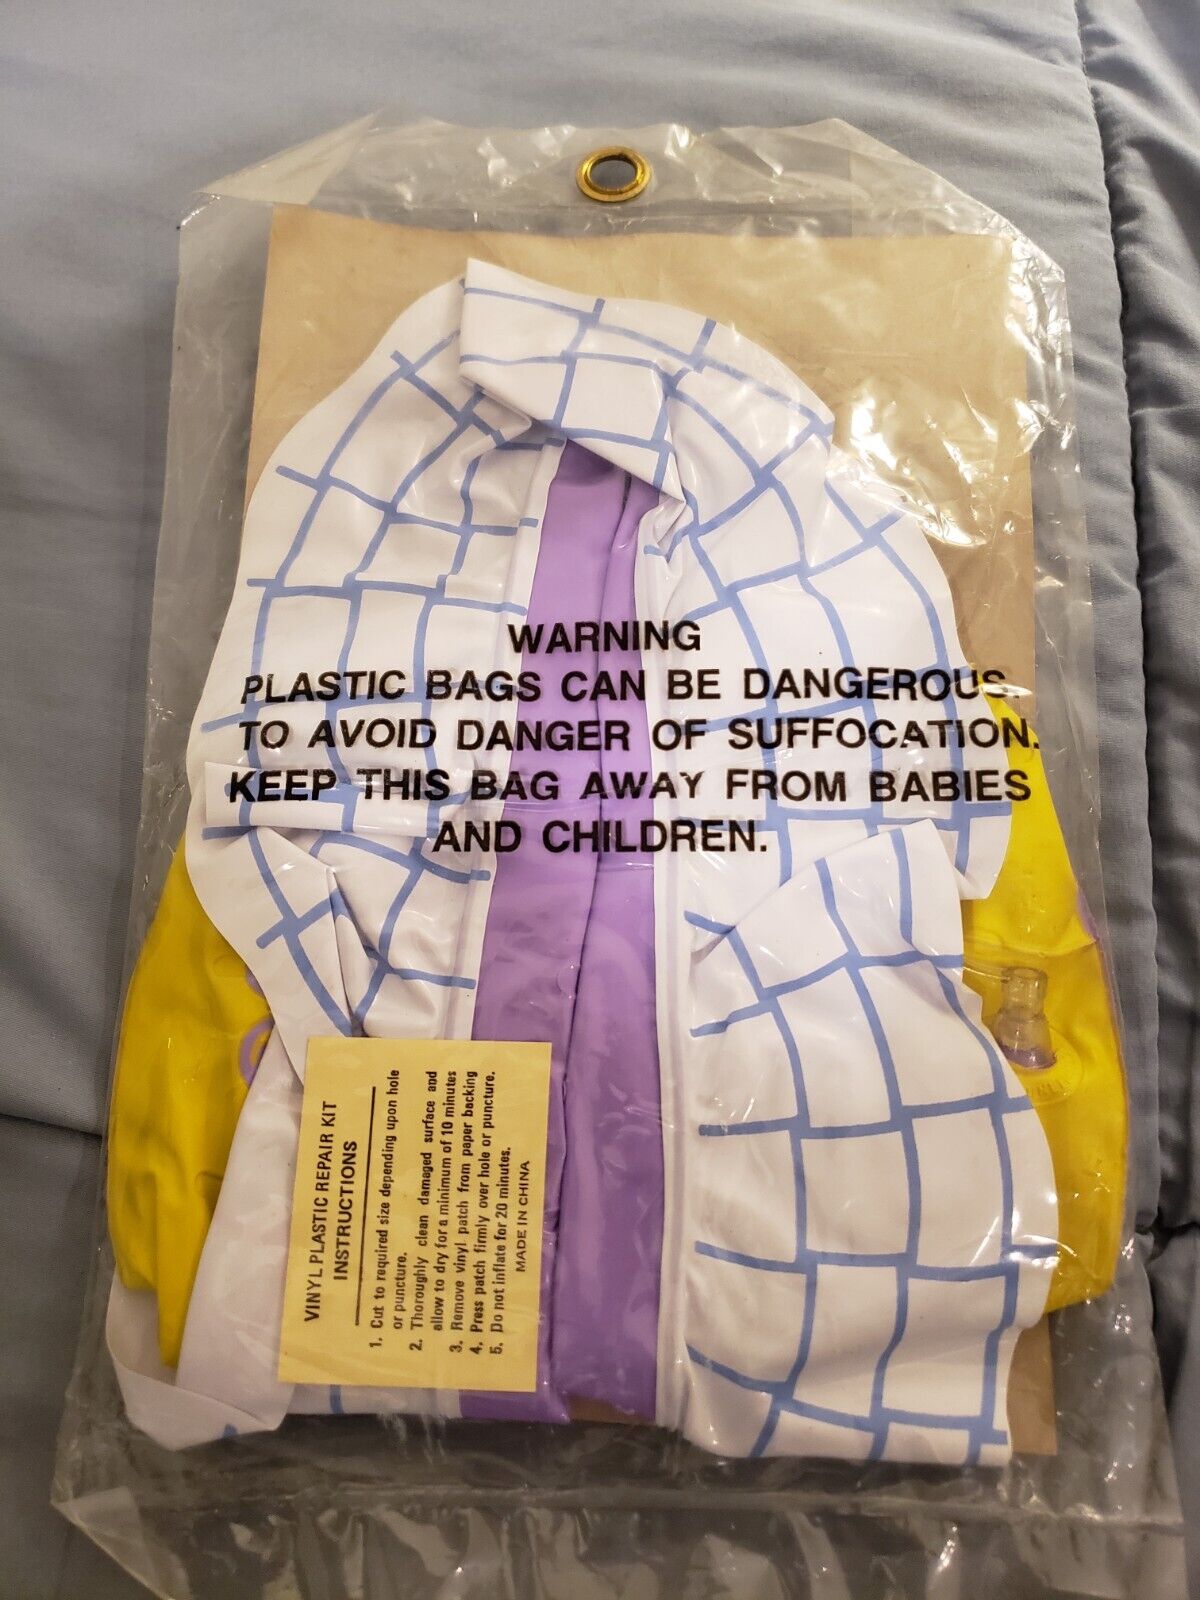 WARNING
PLASTIC BAGS CAN BE DANGEROUS.
TO AVOID DANGER OF SUFFOCATION.
KEEP THIS BAG AWAY FROM BABIES
AND CHILDREN.
VINYL PLASTIC REPAIR KIT
INSTRUCTIONS
1. Cut to required size depending upon hole
or puncture.
2. Thoroughly clean damaged surface and
allow to dry for a minimum of 10 minutes
3. Remove vinyl patch from paper backing
4. Press patch firmly over hole or puncture.
5. Do not inflate for 20 minutes.
MADE IN CHINA